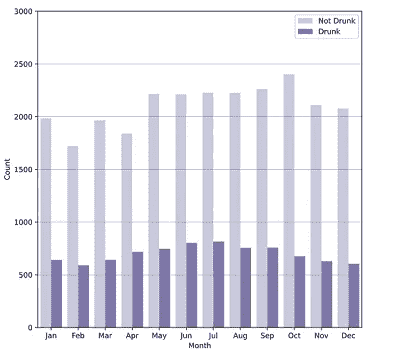 3000
Not Drunk
Drunk
2500
2000
Count
1500
1000
500
0
Jan Feb Mar Apr May Jun Jul Aug Sep Oct Nov Dec
Month